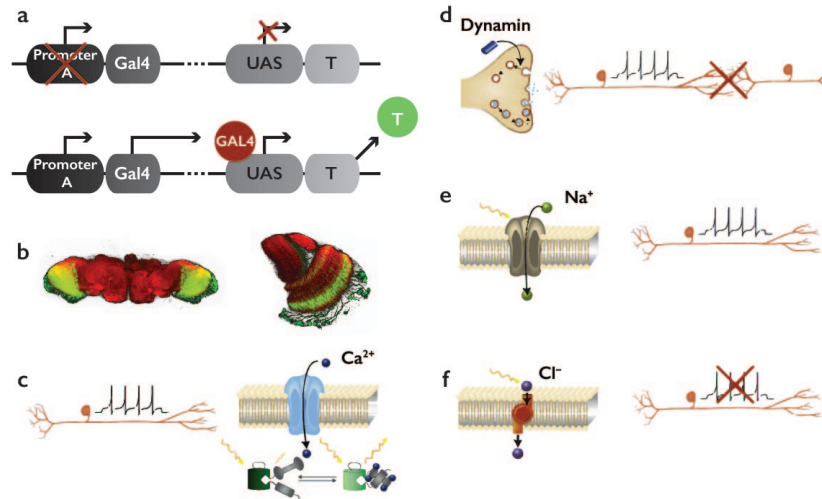 a
Promoter
A
Gal4
UAS
T
GAL4
T
Promoter
A
Gal4
UAS
T
b
c
Ca²⁺
d
Dynamin
e
Na⁺
f
Cl⁻